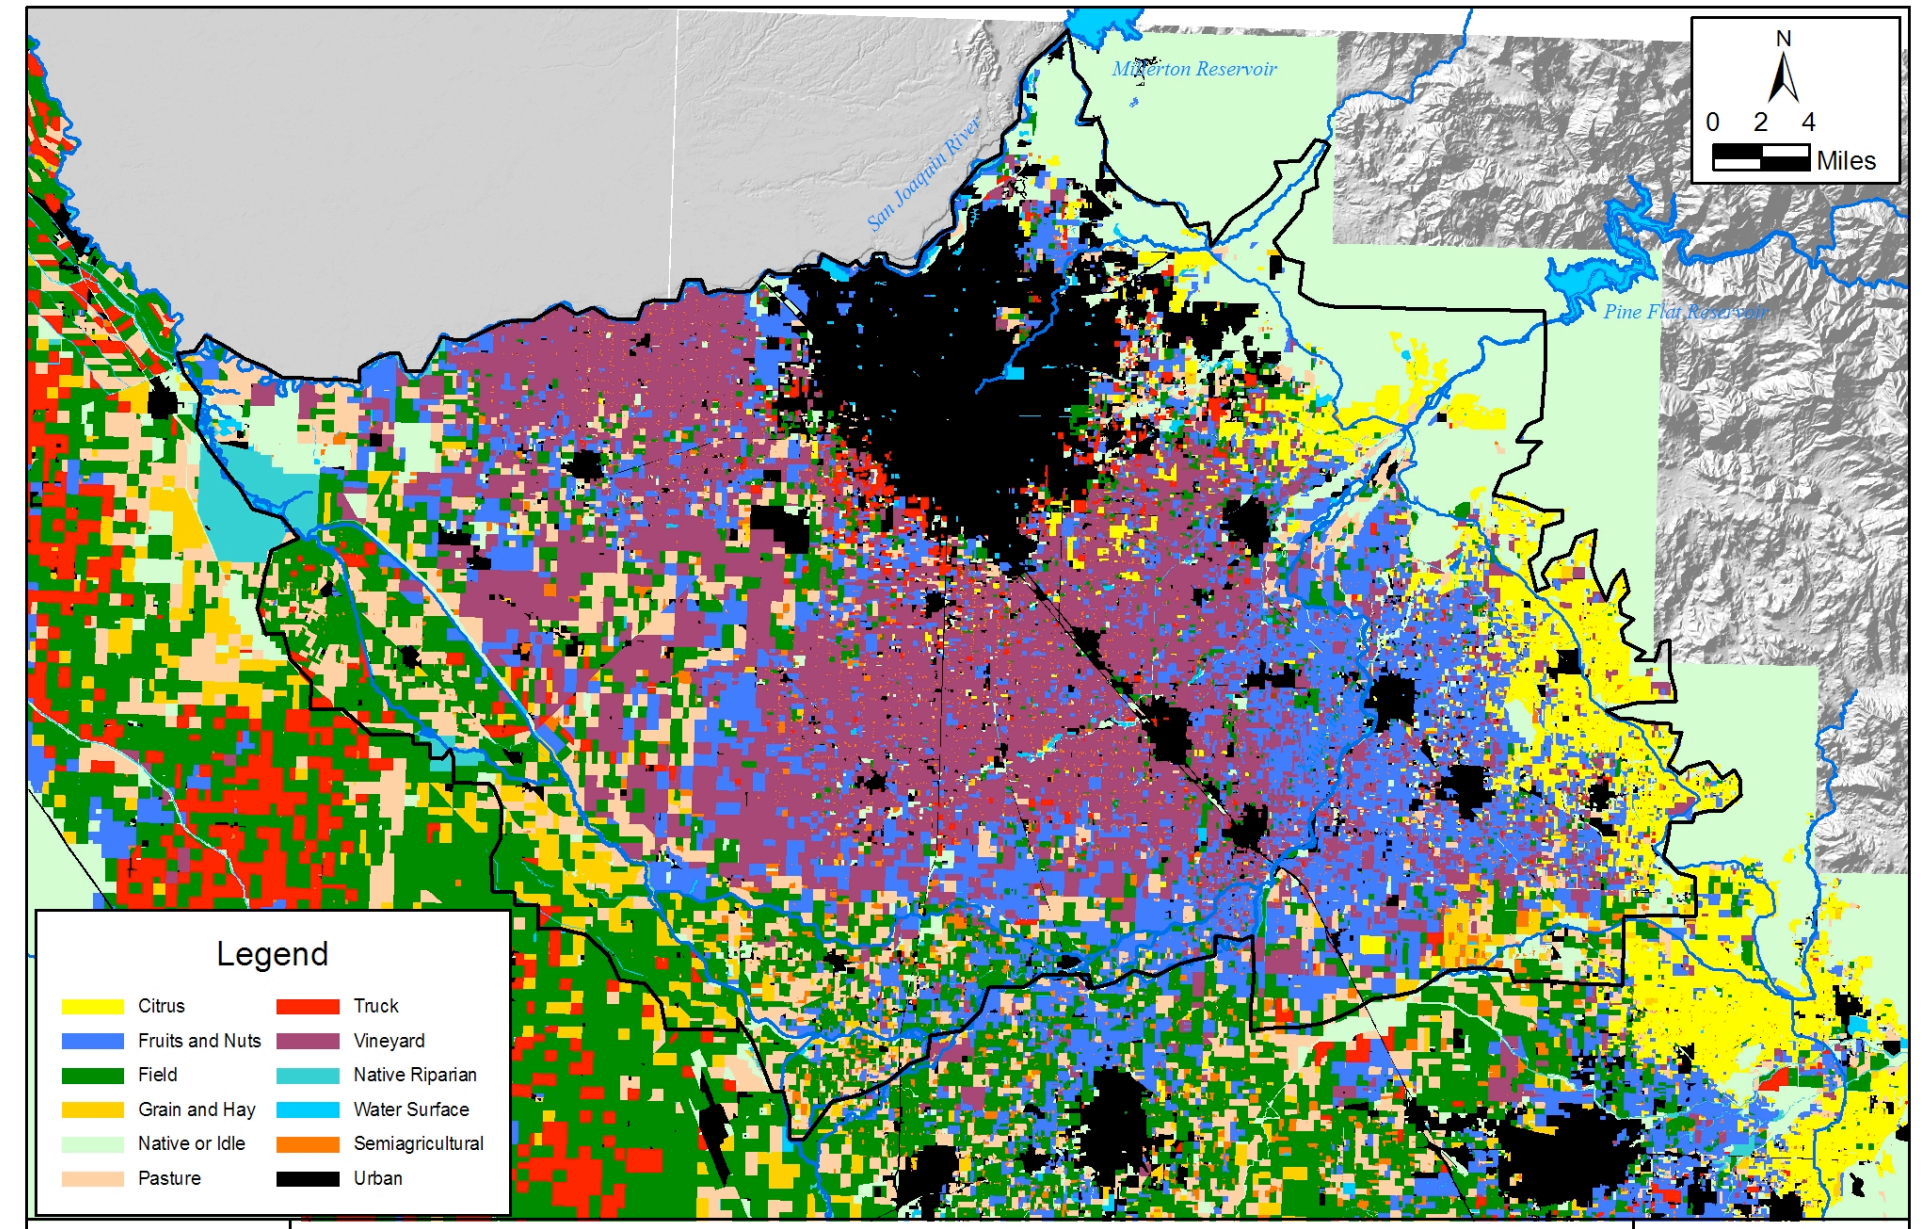 N
0 2 4
Miles
Millerton Reservoir
San Joaquin River
Pine Flat Reservoir
Legend
Citrus
Fruits and Nuts
Field
Grain and Hay
Native or Idle
Pasture
Truck
Vineyard
Native Riparian
Water Surface
Semiagricultural
Urban